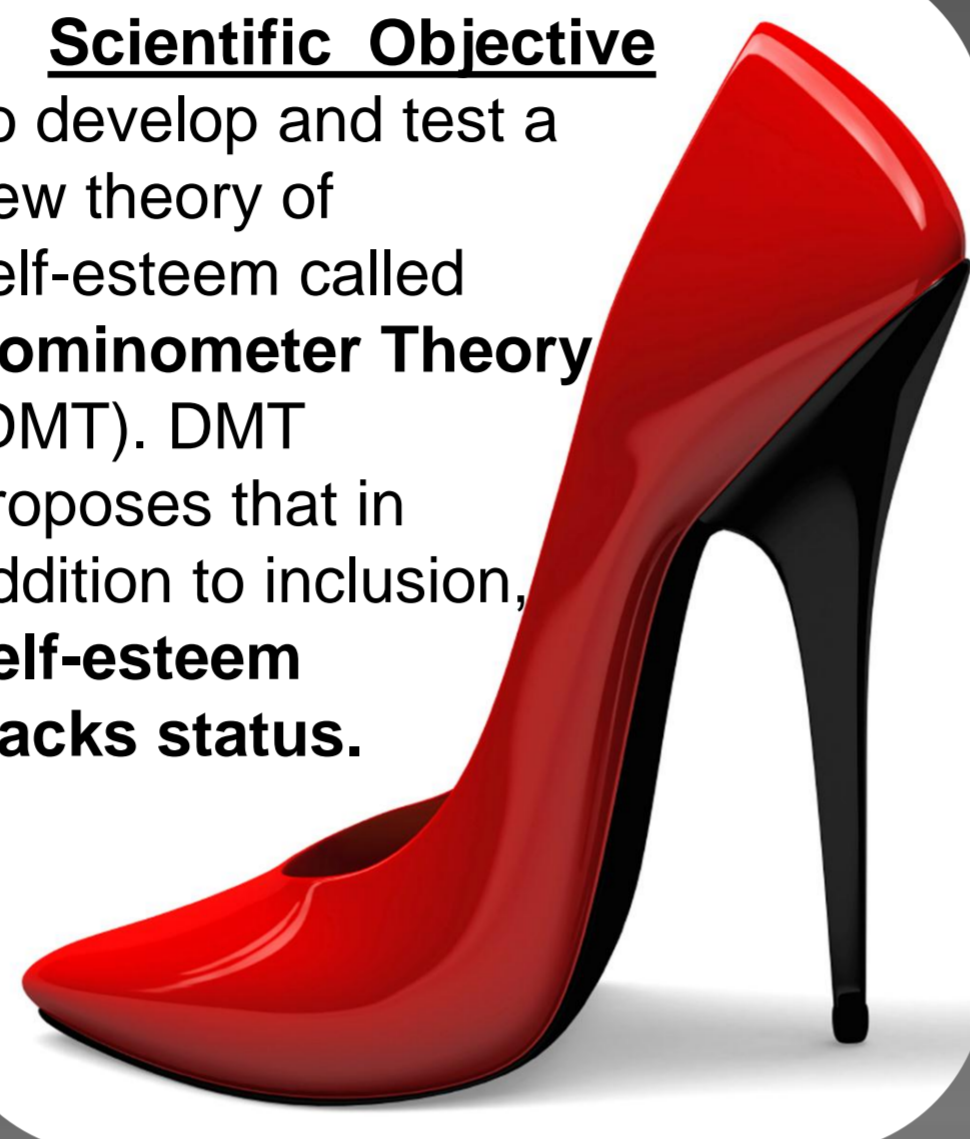 Scientific Objective
o develop and test a
ew theory of
elf-esteem called
ominometer Theory
DMT). DMT
roposes that in
ddition to inclusion,
elf-esteem
acks status.